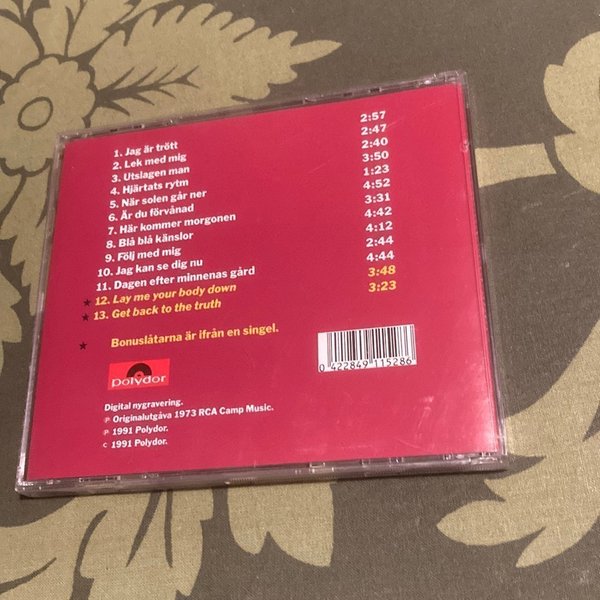 1. Jag är trött 2:57
2. Lek med mig 2:47
3. Utslagen man 2:40
4. Hjärtats rytm 3:50
5. När solen går ner 1:23
6. Är du förvånad 4:52
7. Här kommer morgonen 3:31
8. Blå blå känslor 4:42
9. Följ med mig 4:12
10. Jag kan se dig nu 2:44
11. Dagen efter minnenas gård 4:44
★ 12. Lay me your body down 3:48
★ 13. Get back to the truth 3:23
★ Bonuslåtarna är ifrån en singel.
0 422849 115286
polydor
Digital nygravering.
℗ Originalutgåva 1973 RCA Camp Music.
℗ 1991 Polydor.
© 1991 Polydor.